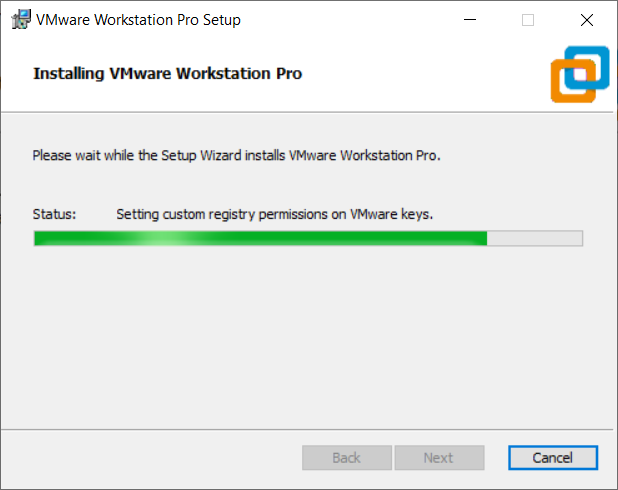 VMware Workstation Pro Setup
Installing VMware Workstation Pro
Please wait while the Setup Wizard installs VMware Workstation Pro.
Status: Setting custom registry permissions on VMware keys.
Back Next Cancel